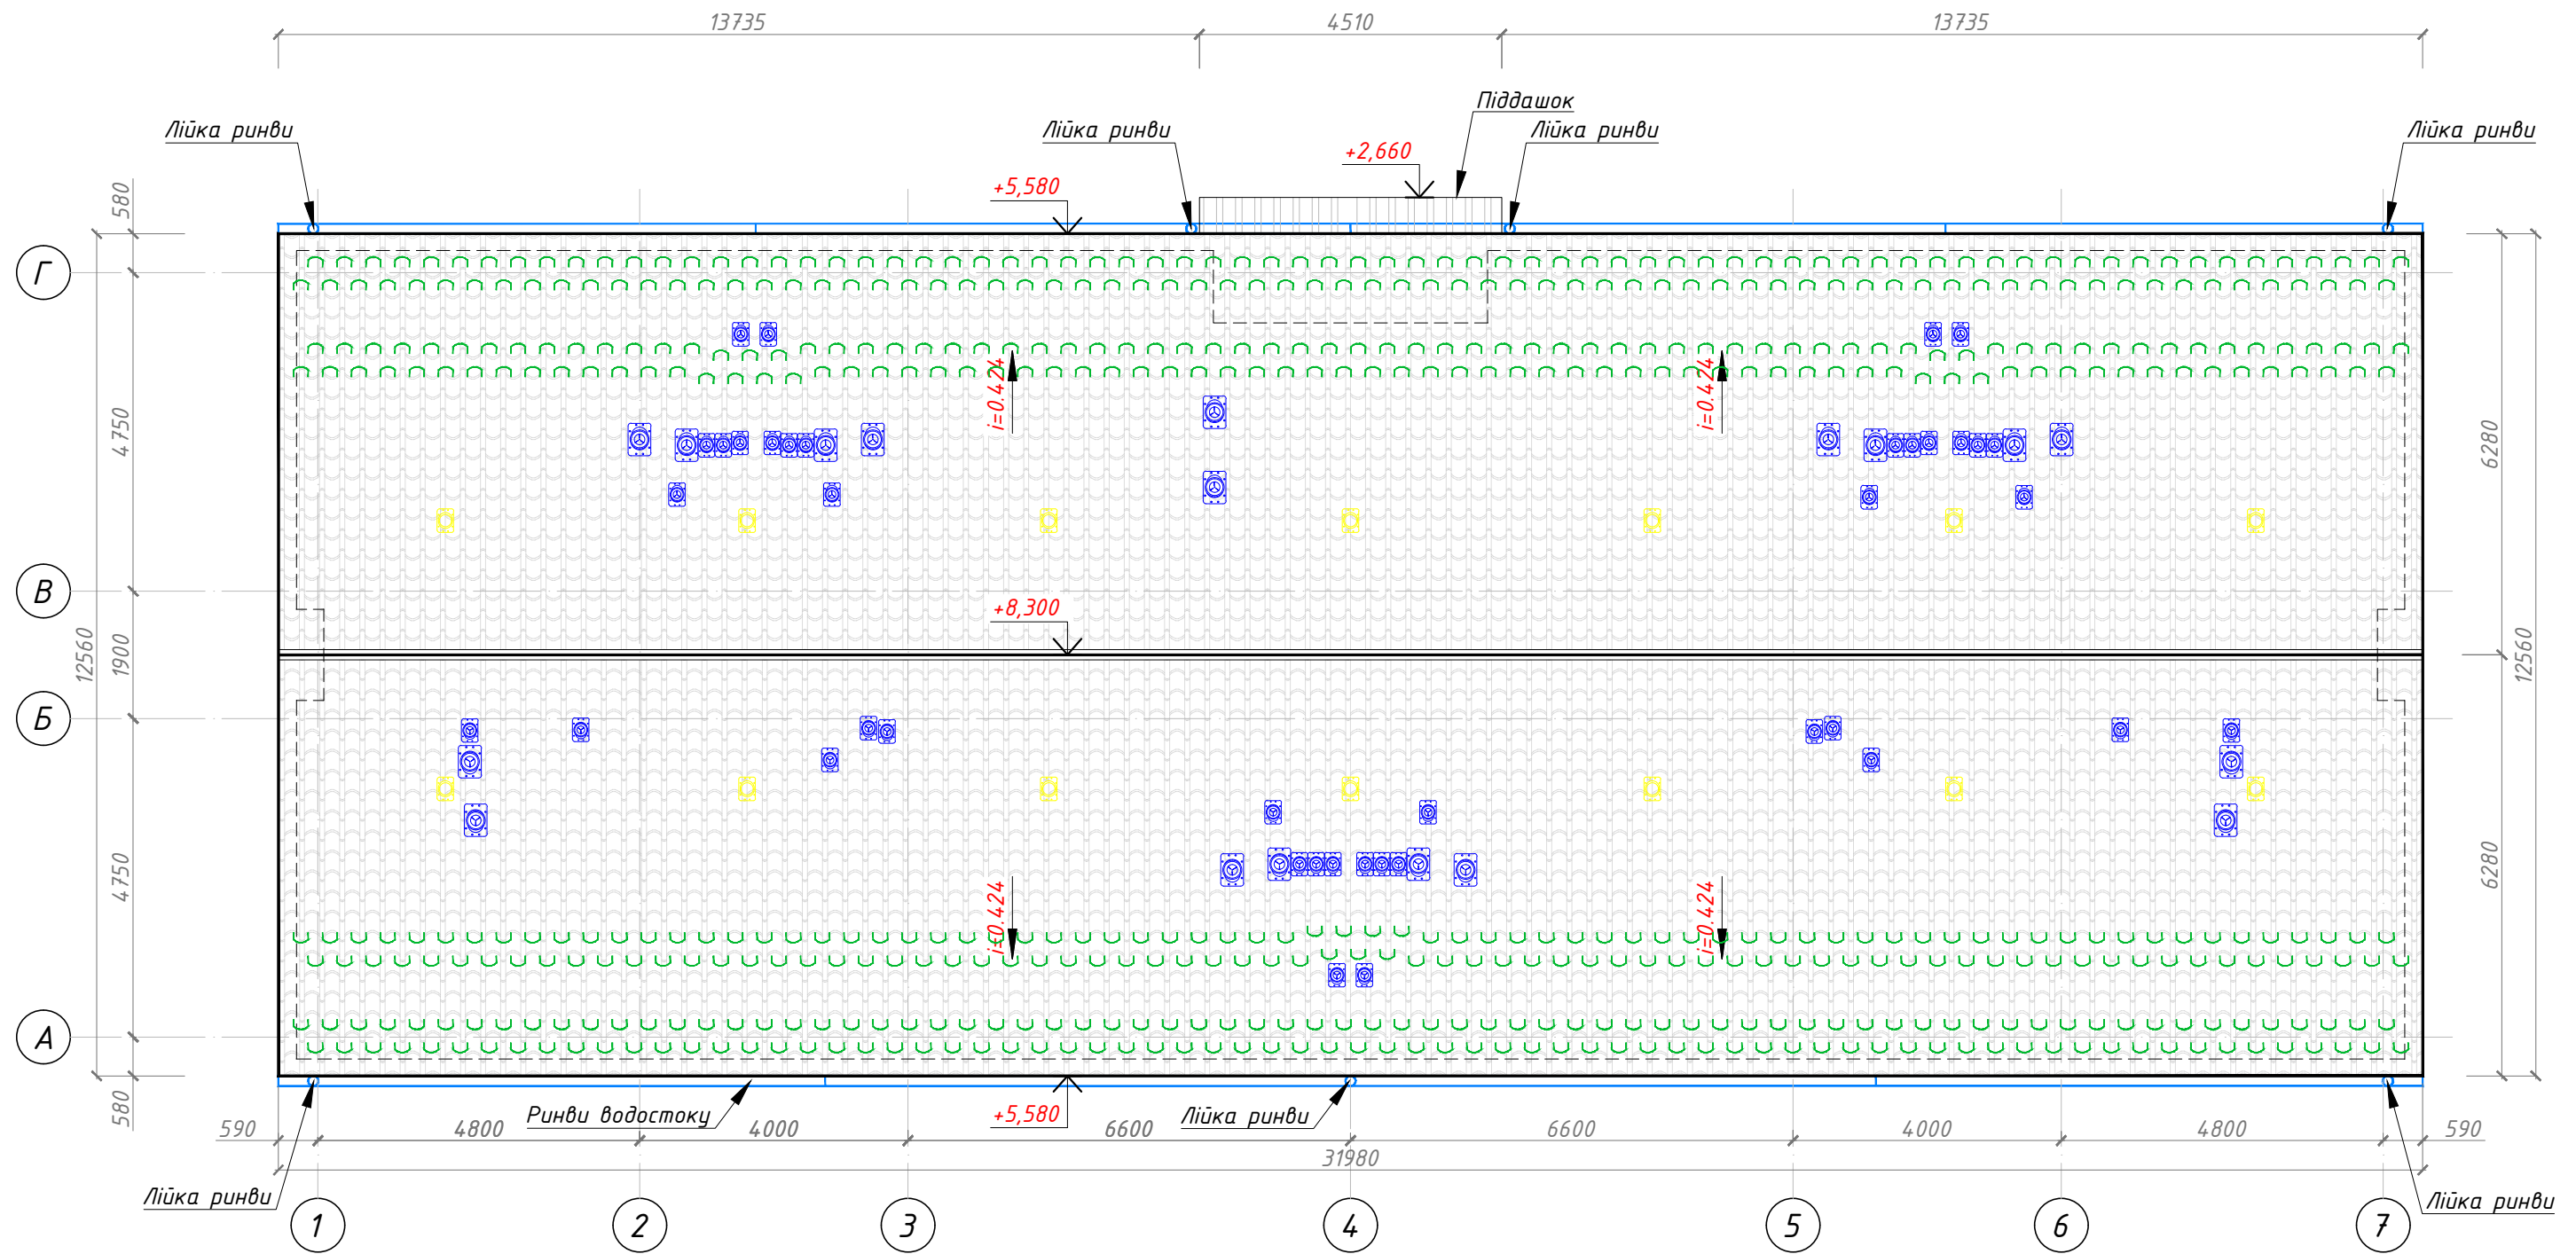 13735
4510
13735
Піддашок
Лійка ринви
Лійка ринви
Лійка ринви
Лійка ринви
+2,660
+5,580
580
Г
4750
i=0.424
i=0.424
6280
В
+8,300
12560
1900
12560
Б
4750
6280
i=0.424
i=0.424
А
580
Ринви водостоку
+5,580
Лійка ринви
590
4800
4000
6600
6600
4000
4800
590
31980
Лійка ринви
Лійка ринви
1
2
3
4
5
6
7